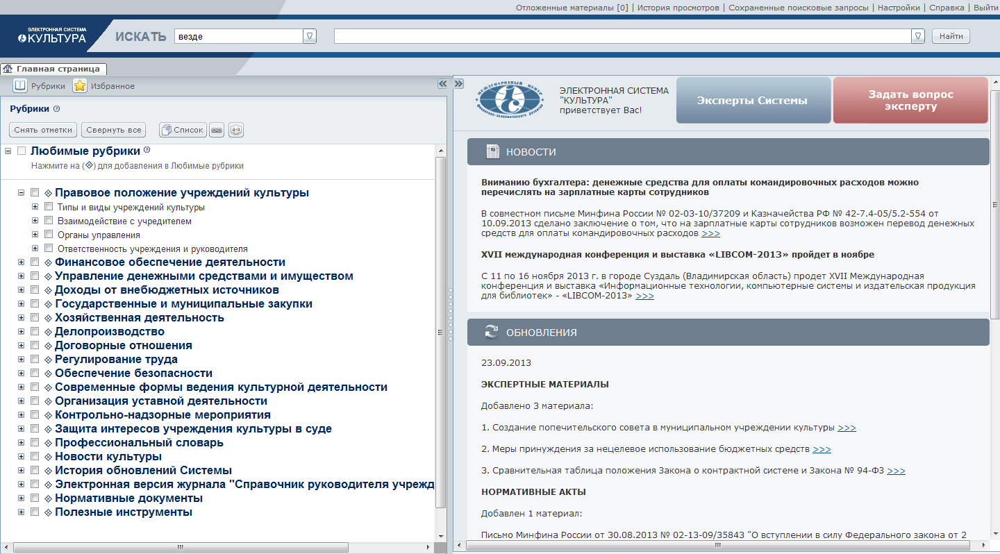 Отложенные материалы [0] | История просмотров | Сохраненные поисковые запросы | Настройки | Справка | Выйти
ЭЛЕКТРОННАЯ СИСТЕМА
КУЛЬТУРА
ИСКАТЬ
везде
Найти
Главная страница
Рубрики
Избранное
Рубрики
Снять отметки
Свернуть все
Список
а-я
Любимые рубрики
Нажмите на ( ) для добавления в Любимые рубрики
Правовое положение учреждений культуры
Типы и виды учреждений культуры
Взаимодействие с учредителем
Органы управления
Ответственность учреждения и руководителя
Финансовое обеспечение деятельности
Управление денежными средствами и имуществом
Доходы от внебюджетных источников
Государственные и муниципальные закупки
Хозяйственная деятельность
Делопроизводство
Договорные отношения
Регулирование труда
Обеспечение безопасности
Современные формы ведения культурной деятельности
Организация уставной деятельности
Контрольно-надзорные мероприятия
Защита интересов учреждения культуры в суде
Профессиональный словарь
Новости культуры
История обновлений Системы
Электронная версия журнала "Справочник руководителя учрежд
Нормативные документы
Полезные инструменты
МЕЖДУНАРОДНЫЙ ЦЕНТР
ЭЛЕКТРОННАЯ СИСТЕМА
"КУЛЬТУРА"
приветствует Вас!
Эксперты Системы
Задать вопрос
эксперту
НОВОСТИ
Вниманию бухгалтера: денежные средства для оплаты командировочных расходов можно
перечислять на зарплатные карты сотрудников
В совместном письме Минфина России № 02-03-10/37209 и Казначейства РФ № 42-7.4-05/5.2-554 от
10.09.2013 сделано заключение о том, что на зарплатные карты сотрудников возможен перевод денежных
средств для оплаты командировочных расходов >>>
XVII международная конференция и выставка «LIBCOM-2013» пройдет в ноябре
С 11 по 16 ноября 2013 г. в городе Суздаль (Владимирская область) продет XVII Международная
конференция и выставка «Информационные технологии, компьютерные системы и издательская продукция
для библиотек» - «LIBCOM-2013» >>>
ОБНОВЛЕНИЯ
23.09.2013
ЭКСПЕРТНЫЕ МАТЕРИАЛЫ
Добавлено 3 материала:
1. Создание попечительского совета в муниципальном учреждении культуры >>>
2. Меры принуждения за нецелевое использование бюджетных средств >>>
3. Сравнительная таблица положения Закона о контрактной системе и Закона № 94-ФЗ >>>
НОРМАТИВНЫЕ АКТЫ
Добавлен 1 материал:
Письмо Минфина России от 30.08.2013 № 02-13-09/35843 "О вступлении в силу Федерального закона от 2